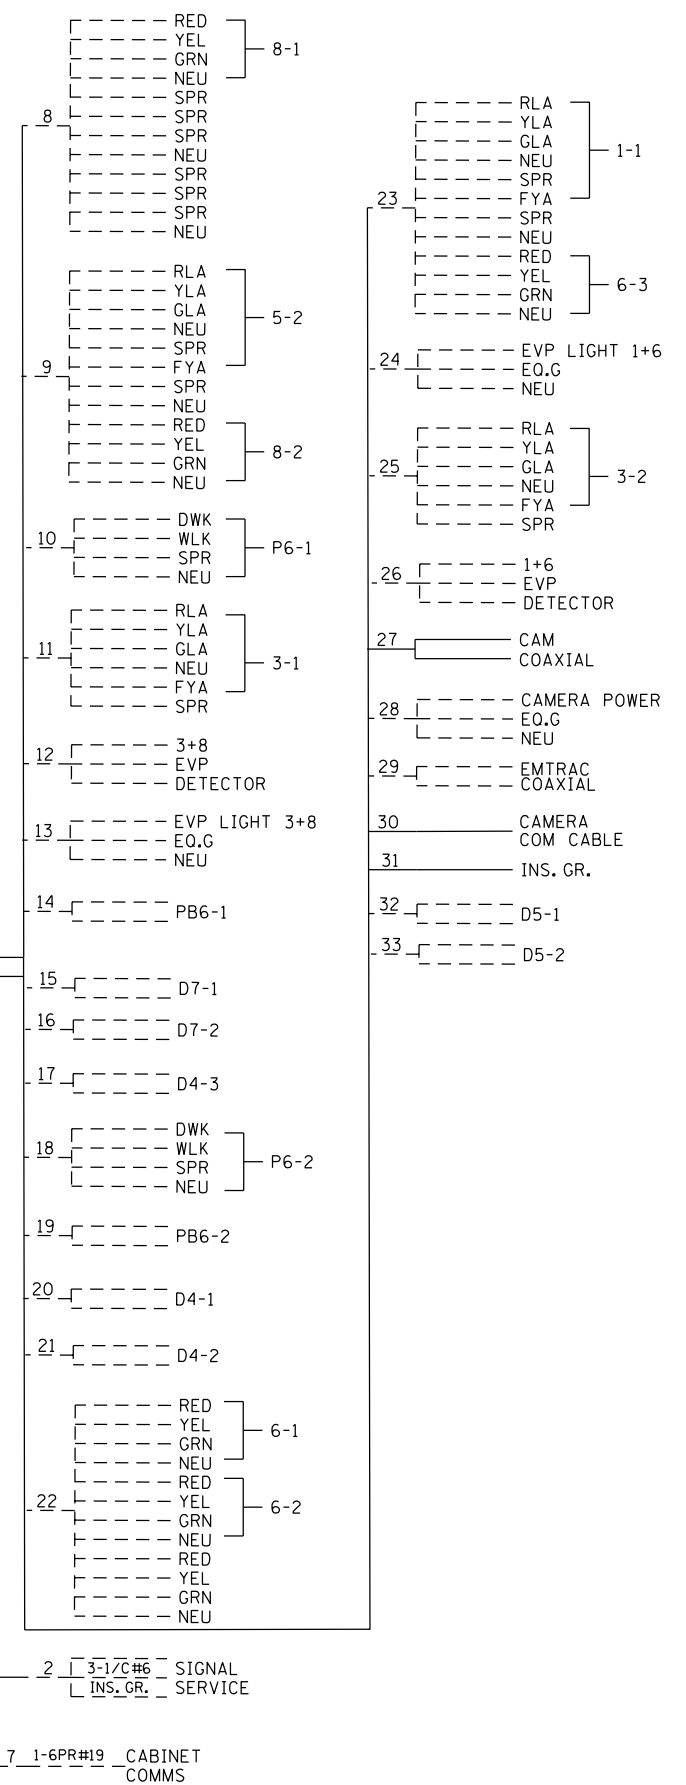 8
RED
YEL
GRN
NEU
8-1
SPR
SPR
SPR
NEU
SPR
SPR
SPR
NEU
9
RLA
YLA
GLA
NEU
SPR
FYA
5-2
SPR
NEU
RED
YEL
GRN
NEU
8-2
10
DWK
WLK
SPR
NEU
P6-1
11
RLA
YLA
GLA
NEU
FYA
SPR
3-1
12
3+8
EVP
DETECTOR
13
EVP LIGHT 3+8
EQ.G
NEU
14 PB6-1
15 D7-1
16 D7-2
17 D4-3
18
DWK
WLK
SPR
NEU
P6-2
19 PB6-2
20 D4-1
21 D4-2
22
RED
YEL
GRN
NEU
6-1
RED
YEL
GRN
NEU
6-2
RED
YEL
GRN
NEU
23
RLA
YLA
GLA
NEU
SPR
FYA
1-1
SPR
NEU
RED
YEL
GRN
NEU
6-3
24
EVP LIGHT 1+6
EQ.G
NEU
25
RLA
YLA
GLA
NEU
FYA
SPR
3-2
26
1+6
EVP
DETECTOR
27
CAM
COAXIAL
28
CAMERA POWER
EQ.G
NEU
29
EMTRAC
COAXIAL
30
CAMERA
COM CABLE
31 INS.GR.
32 D5-1
33 D5-2
2 3-1/C#6 SIGNAL
INS.GR. SERVICE
7 1-6PR#19 CABINET
COMMS